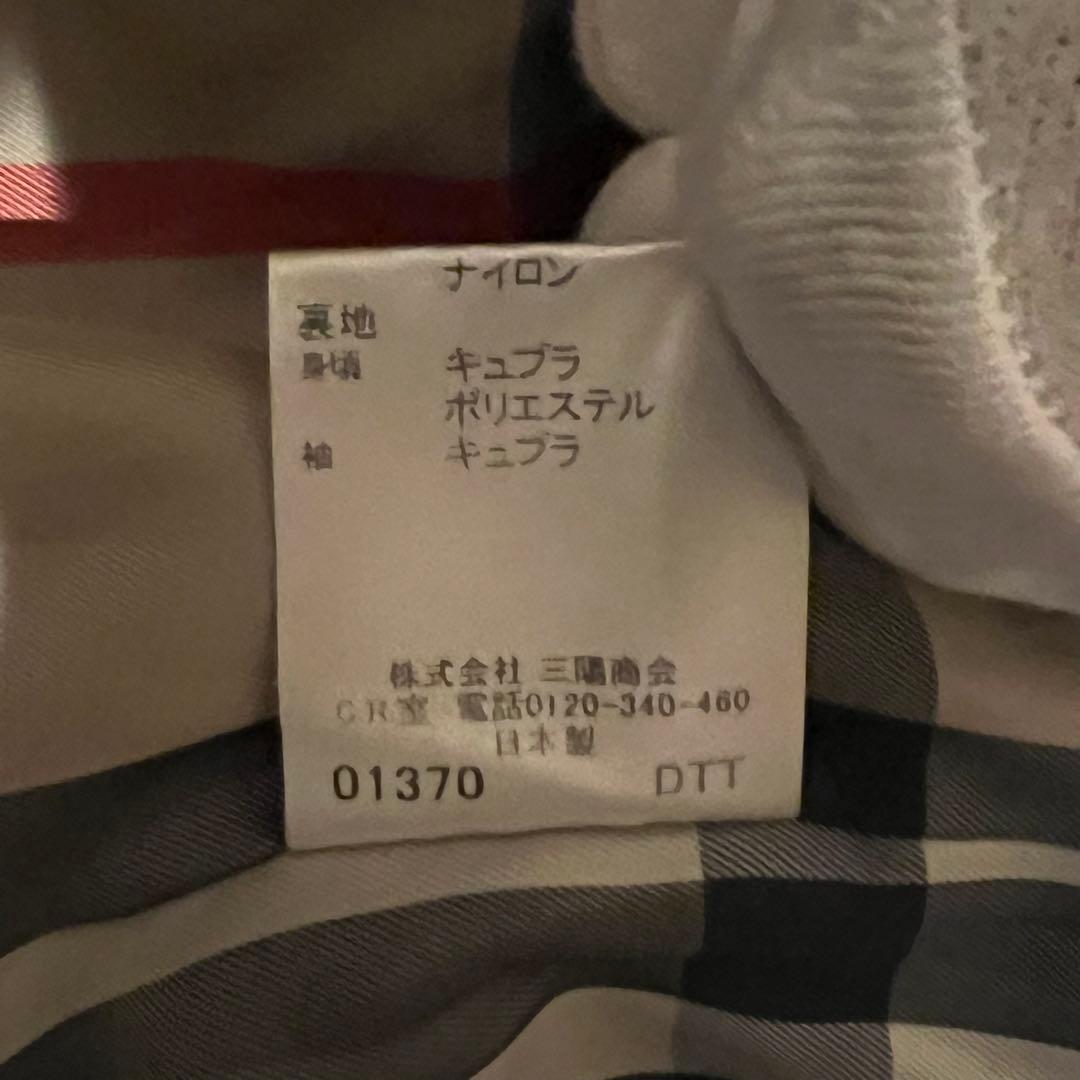 ナイロン
裏地
身頃 キュプラ
ポリエステル
袖 キュプラ
株式会社 三陽商会
CR室 電話0120-340-460
日本製
01370 DTT